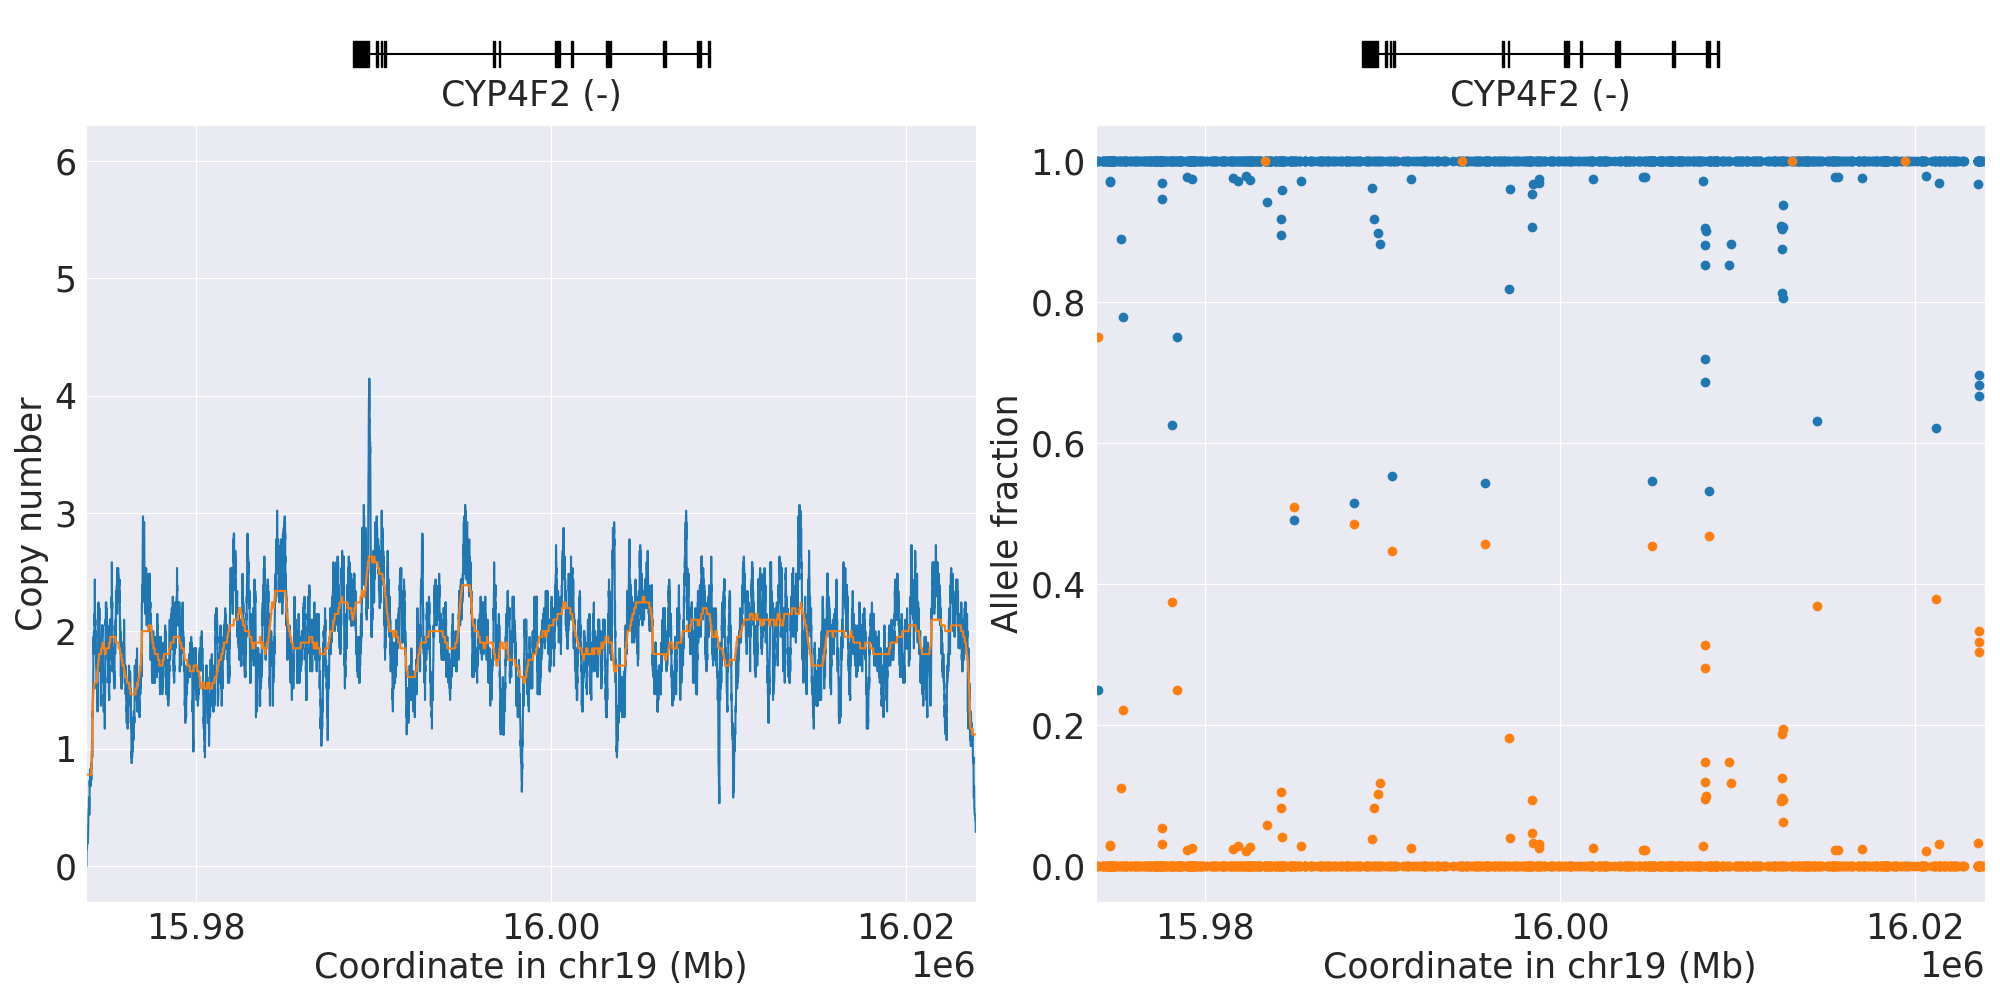 CYP4F2 (-)
6
5
4
3
2
1
0
Copy number
15.98
16.00
16.02
Coordinate in chr19 (Mb)
1e6
CYP4F2 (-)
1.0
0.8
0.6
0.4
0.2
0.0
Allele fraction
15.98
16.00
16.02
Coordinate in chr19 (Mb)
1e6